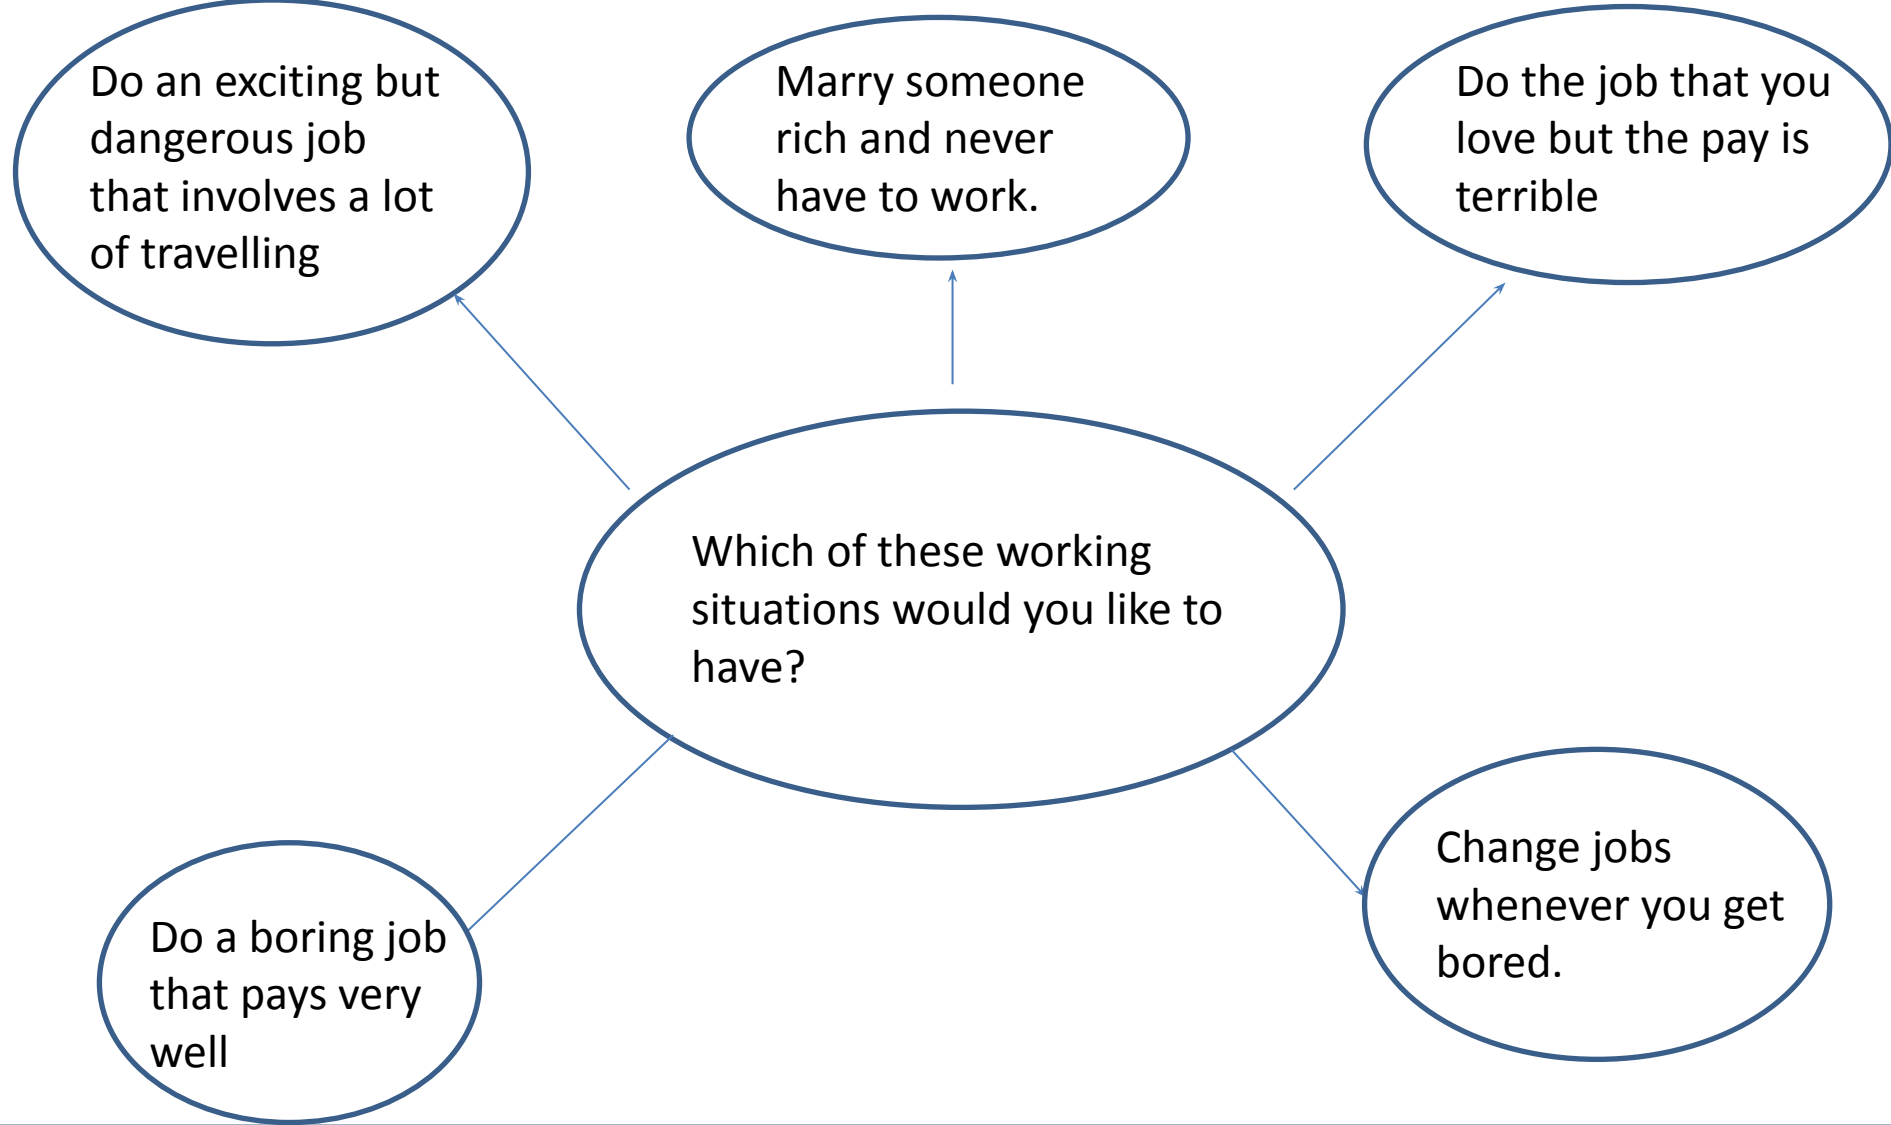 Do an exciting but
dangerous job
that involves a lot
of travelling
Marry someone
rich and never
have to work.
Do the job that you
love but the pay is
terrible
Which of these working
situations would you like to
have?
Do a boring job
that pays very
well
Change jobs
whenever you get
bored.